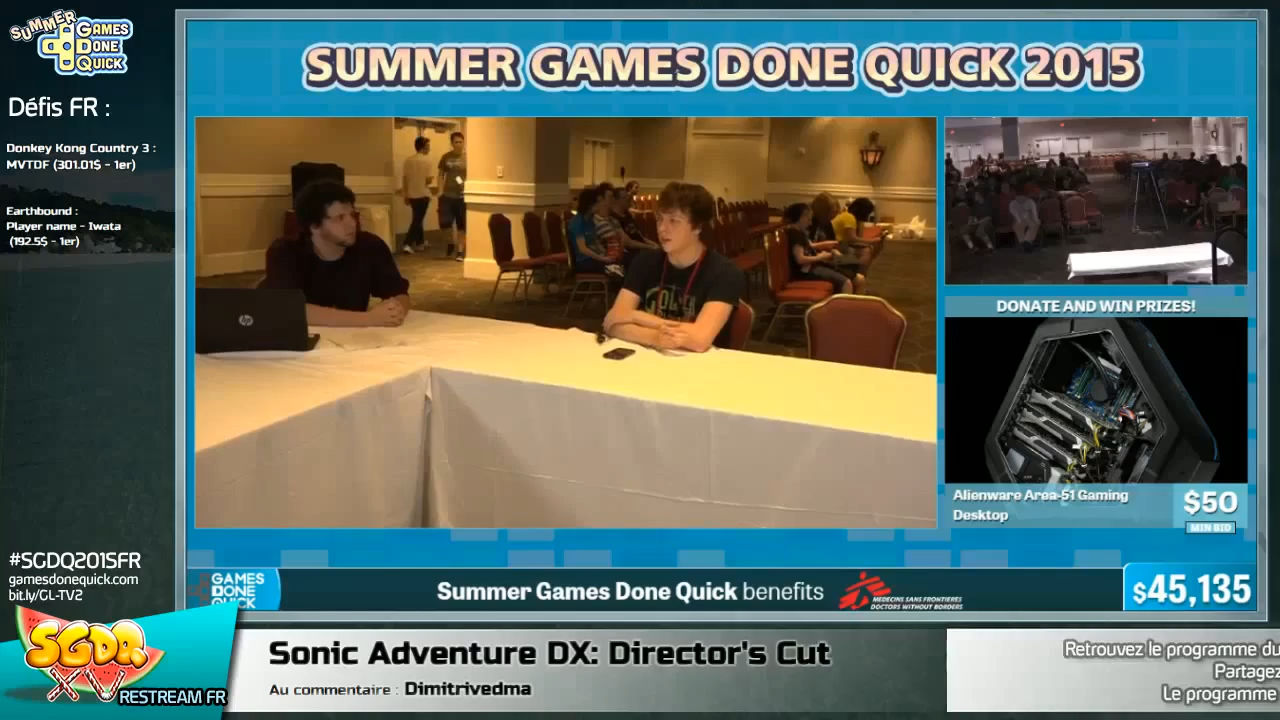 SUMMER
GAMES
DONE
QUICK
Défis FR :
Donkey Kong Country 3 :
MVTDF (301.01$ - 1er)
Earthbound :
Player name - Iwata
(192.5$ - 1er)
#SGDQ2015FR
gamesdonequick.com
bit.ly/CL-TV2
SGDQ
XV
RESTREAM FR
SUMMER GAMES DONE QUICK 2015
hp
DONATE AND WIN PRIZES!
Alienware Area-51 Gaming
Desktop
$50
MIN BID
GAMES
DONE
QUICK
Summer Games Done Quick benefits
MEDECINS SANS FRONTIERES
DOCTORS WITHOUT BORDERS
$45,135
Sonic Adventure DX: Director's Cut
Au commentaire : Dimitrivedma
Retrouvez le programme du
Partagez
Le programme